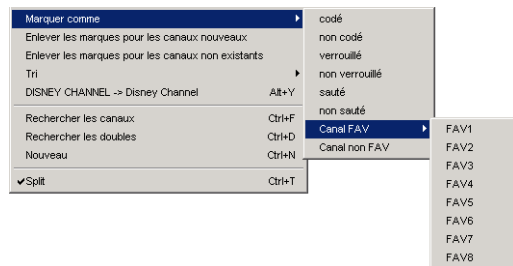 Marquer comme
Enlever les marques pour les canaux nouveaux
Enlever les marques pour les canaux non existants
Tri
DISNEY CHANNEL -> Disney Channel Alt+Y
Rechercher les canaux Ctrl+F
Rechercher les doubles Ctrl+D
Nouveau Ctrl+N
✔Split Ctrl+T
codé
non codé
verrouillé
non verrouillé
sauté
non sauté
Canal FAV
Canal non FAV
FAV1
FAV2
FAV3
FAV4
FAV5
FAV6
FAV7
FAV8